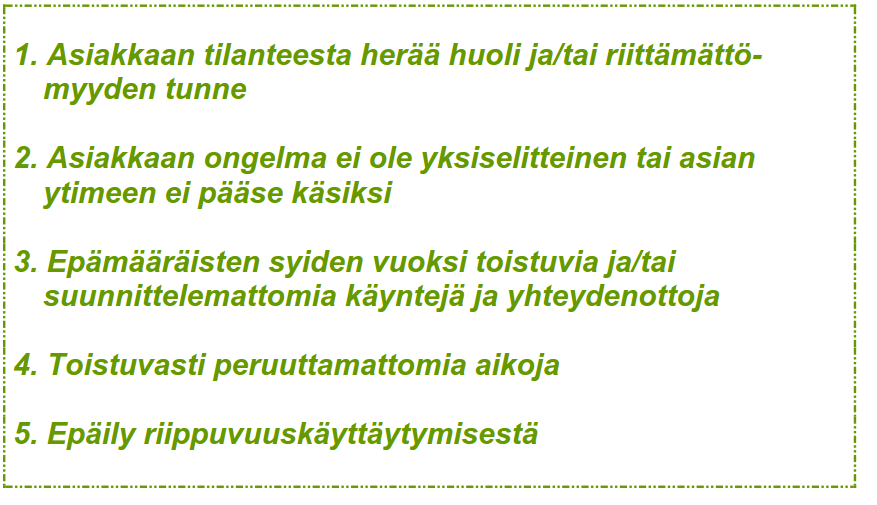 1. Asiakkaan tilanteesta herää huoli ja/tai riittämättö-
myyden tunne
2. Asiakkaan ongelma ei ole yksiselitteinen tai asian
ytimeen ei pääse käsiksi
3. Epämääräisten syiden vuoksi toistuvia ja/tai
suunnittelemattomia käyntejä ja yhteydenottoja
4. Toistuvasti peruuttamattomia aikoja
5. Epäily riippuvuuskäyttäytymisestä